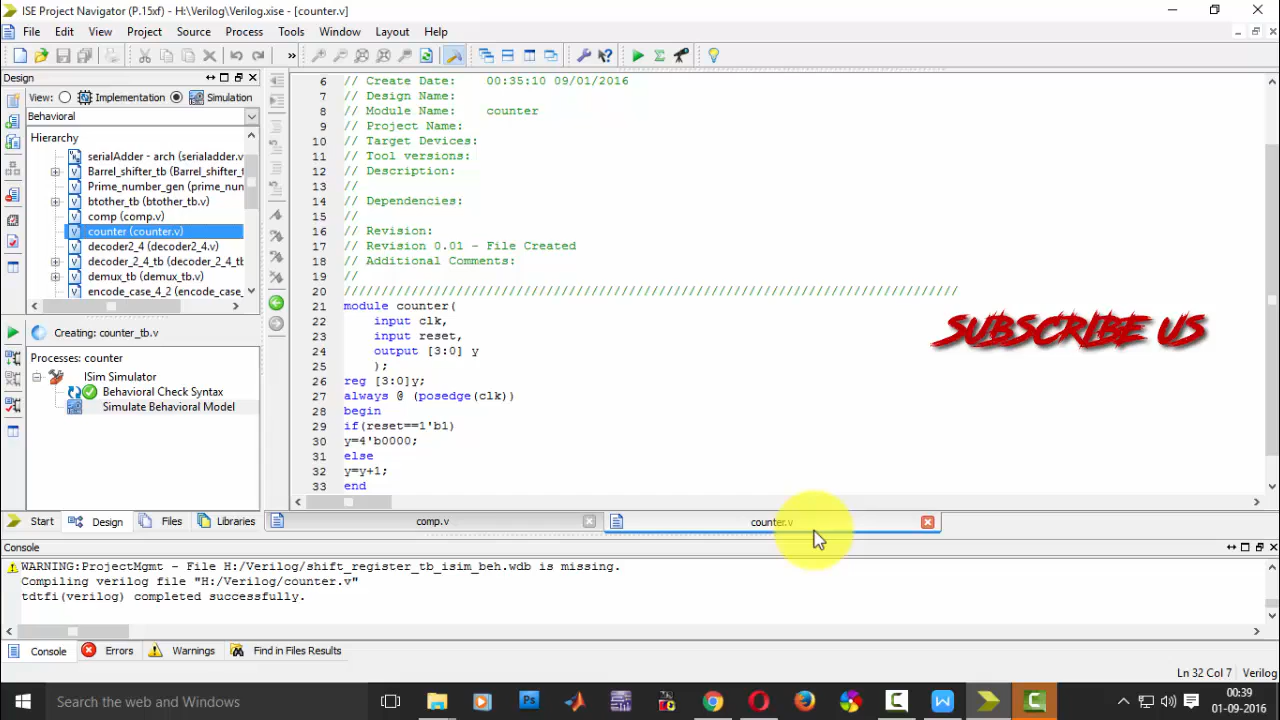 ISE Project Navigator (P.15xf) - H:\Verilog\Verilog.xise - [counter.v]
File Edit View Project Source Process Tools Window Layout Help
Design
View: Implementation Simulation
Behavioral
Hierarchy
serialAdder - arch (serialadder.v
Barrel_shifter_tb (Barrel_shifter_t
Prime_number_gen (prime_numb
btother_tb (btother_tb.v)
comp (comp.v)
counter (counter.v)
decoder2_4 (decoder2_4.v)
decoder_2_4_tb (decoder_2_4_tb
demux_tb (demux_tb.v)
encode_case_4_2 (encode_case_4
Creating: counter_tb.v
Processes: counter
ISim Simulator
Behavioral Check Syntax
Simulate Behavioral Model
6 // Create Date: 00:35:10 09/01/2016
7 // Design Name:
8 // Module Name: counter
9 // Project Name:
10 // Target Devices:
11 // Tool versions:
12 // Description:
13 //
14 // Dependencies:
15 //
16 // Revision:
17 // Revision 0.01 - File Created
18 // Additional Comments:
19 //
20 //////////////////////////////////////////////////////////////////////////////////
21 module counter(
22 input clk,
23 input reset,
24 output [3:0] y
25 );
26 reg [3:0]y;
27 always @ (posedge(clk))
28 begin
29 if(reset==1'b1)
30 y=4'b0000;
31 else
32 y=y+1;
33 end
SUBSCRIBE US
Start Design Files Libraries
comp.v counter.v
Console
WARNING:ProjectMgmt - File H:/Verilog/shift_register_tb_isim_beh.wdb is missing.
Compiling verilog file "H:/Verilog/counter.v"
tdtfi(verilog) completed successfully.
Console Errors Warnings Find in Files Results
Ln 32 Col 7 Verilog
Search the web and Windows
00:39
01-09-2016